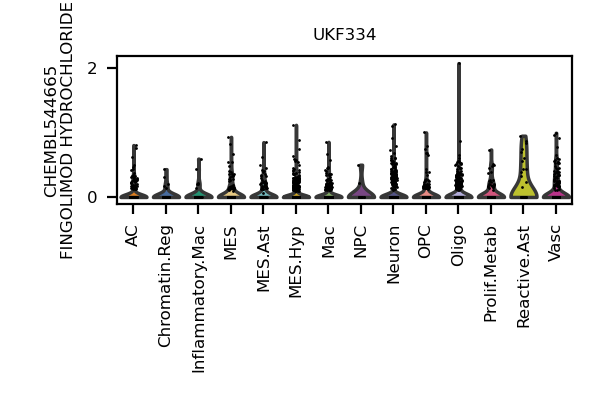 UKF334
CHEMBL544665
FINGOLIMOD HYDROCHLORIDE
2
0
AC
Chromatin.Reg
Inflammatory.Mac
MES
MES.Ast
MES.Hyp
Mac
NPC
Neuron
OPC
Oligo
Prolif.Metab
Reactive.Ast
Vasc